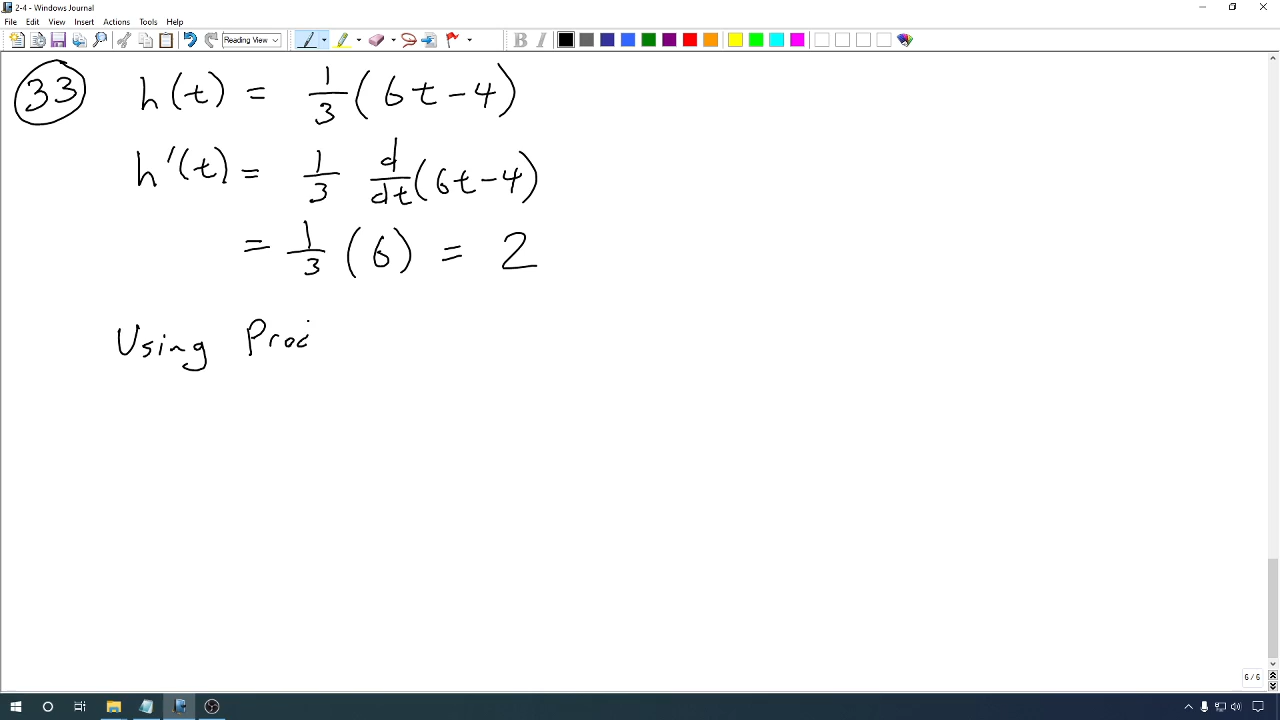 2-4 - Windows Journal
File Edit View Insert Actions Tools Help
Reading View B I
33 h(t) = 1/3 (6t-4)
h'(t) = 1/3 d/dt (6t-4)
= 1/3 (6) = 2
Using Prod
6 / 6